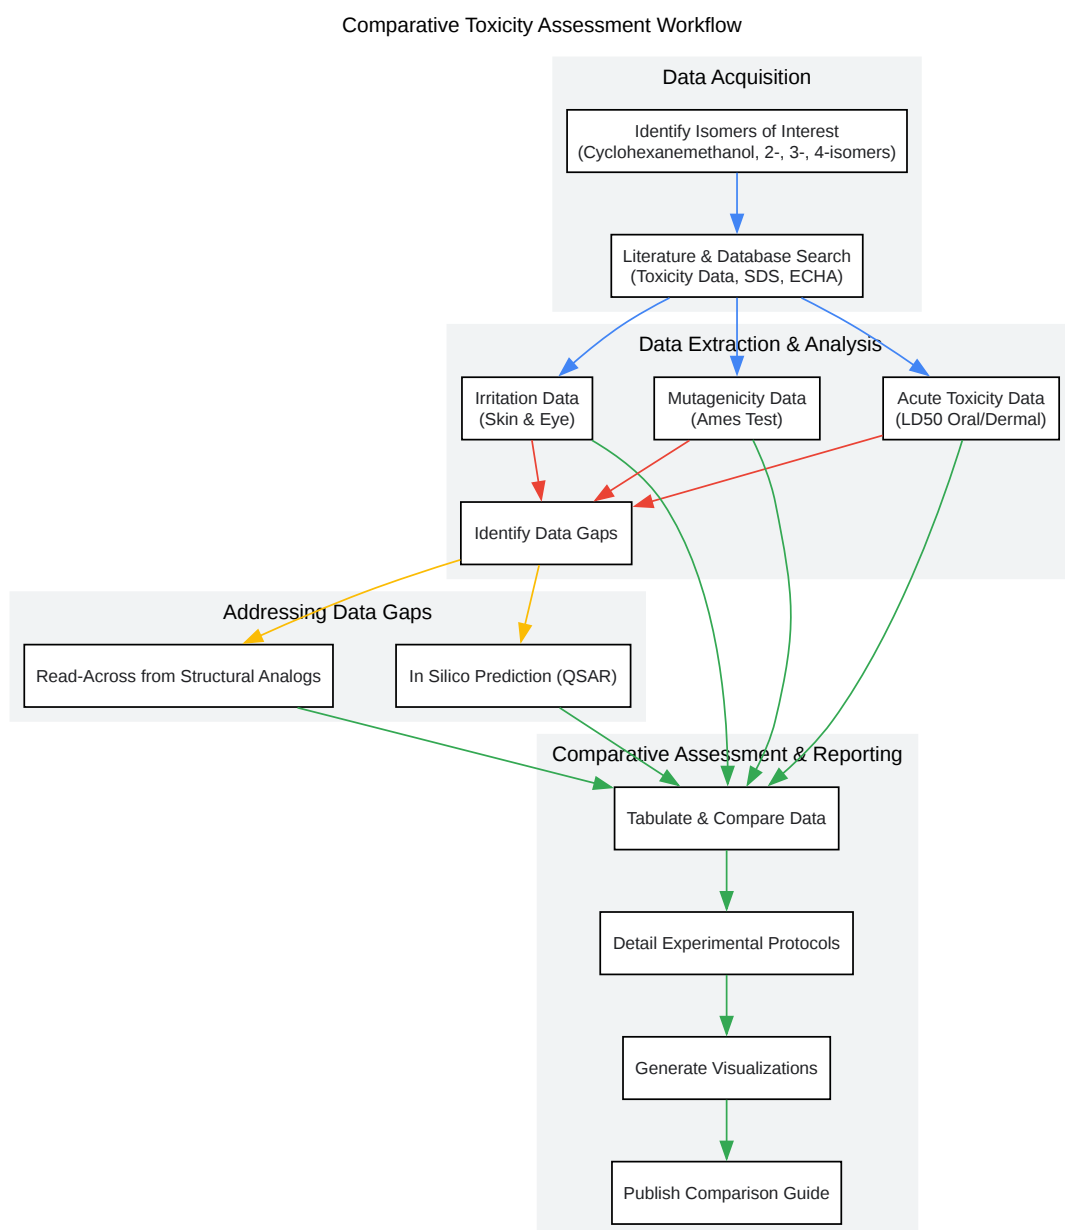 Comparative Toxicity Assessment Workflow
Data Acquisition
Identify Isomers of Interest
(Cyclohexanemethanol, 2-, 3-, 4-isomers)
Literature & Database Search
(Toxicity Data, SDS, ECHA)
Data Extraction & Analysis
Irritation Data
(Skin & Eye)
Mutagenicity Data
(Ames Test)
Acute Toxicity Data
(LD50 Oral/Dermal)
Identify Data Gaps
Addressing Data Gaps
Read-Across from Structural Analogs
In Silico Prediction (QSAR)
Comparative Assessment & Reporting
Tabulate & Compare Data
Detail Experimental Protocols
Generate Visualizations
Publish Comparison Guide